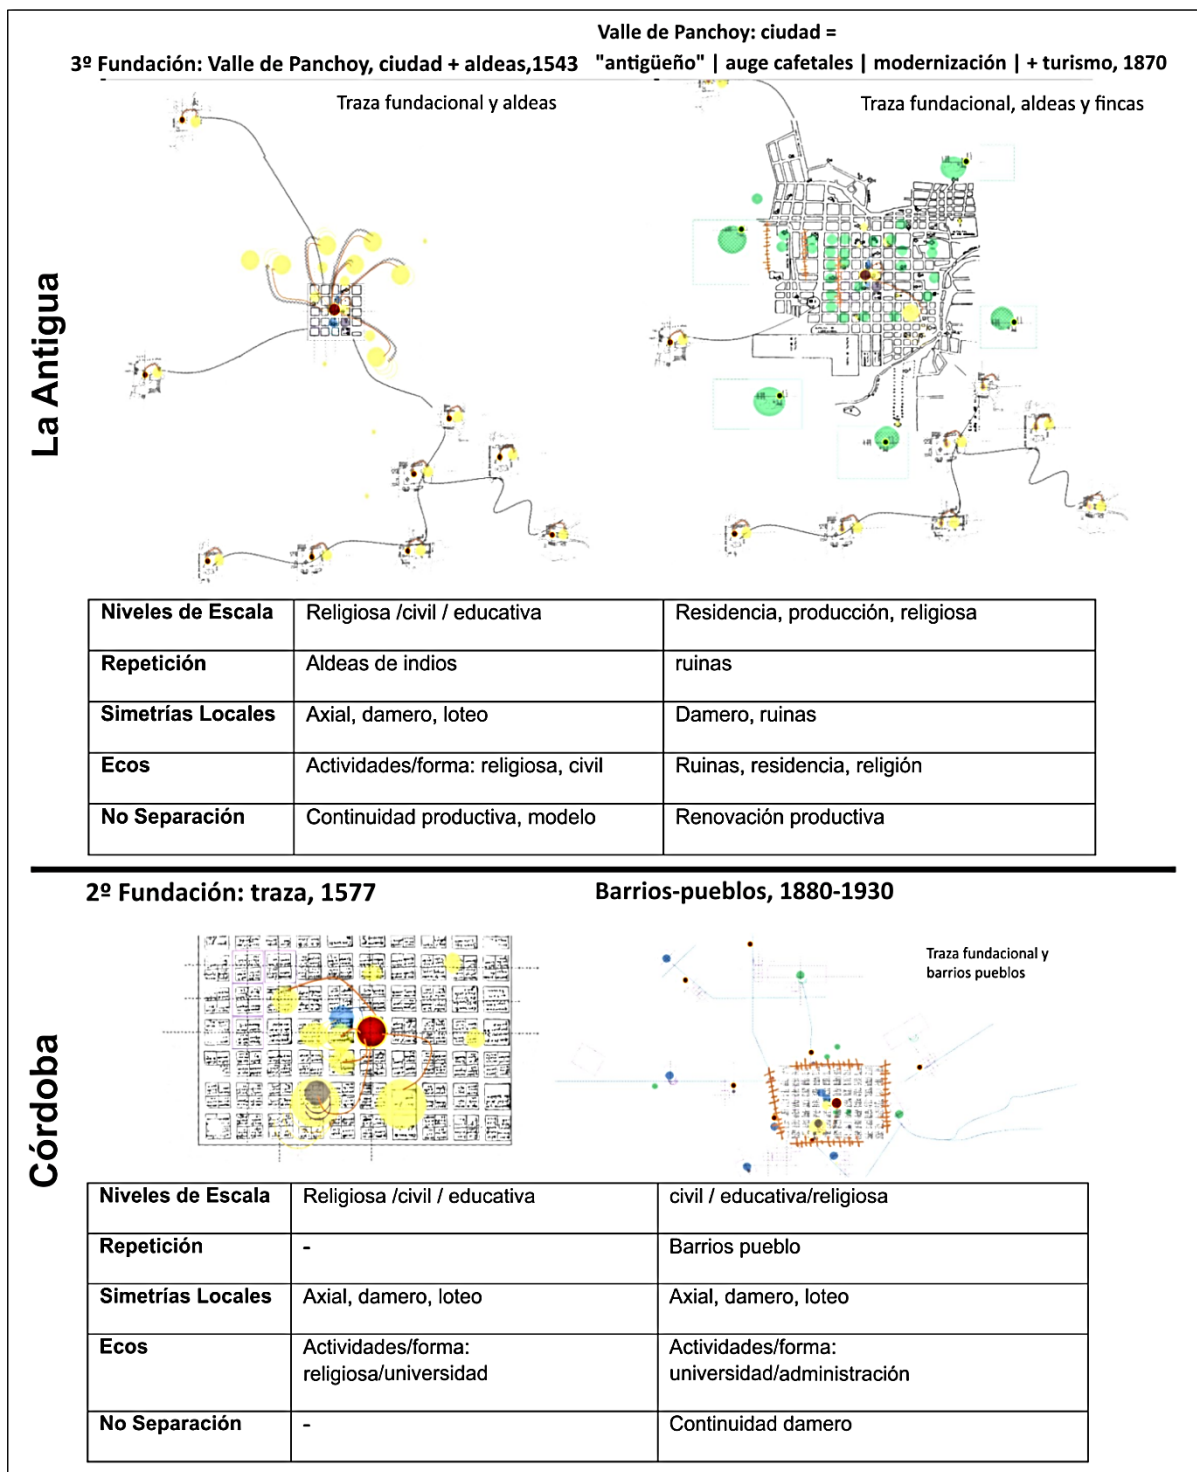 3º Fundación: Valle de Panchoy, ciudad + aldeas,1543
Valle de Panchoy: ciudad =
"antigüeño" | auge cafetales | modernización | + turismo, 1870
Traza fundacional y aldeas
Traza fundacional, aldeas y fincas
La Antigua
Niveles de Escala
Religiosa /civil / educativa
Residencia, producción, religiosa
Repetición
Aldeas de indios
ruinas
Simetrías Locales
Axial, damero, loteo
Damero, ruinas
Ecos
Actividades/forma: religiosa, civil
Ruinas, residencia, religión
No Separación
Continuidad productiva, modelo
Renovación productiva
2º Fundación: traza, 1577
Barrios-pueblos, 1880-1930
Traza fundacional y
barrios pueblos
Córdoba
Niveles de Escala
Religiosa /civil / educativa
civil / educativa/religiosa
Repetición
-
Barrios pueblo
Simetrías Locales
Axial, damero, loteo
Axial, damero, loteo
Ecos
Actividades/forma:
religiosa/universidad
Actividades/forma:
universidad/administración
No Separación
-
Continuidad damero